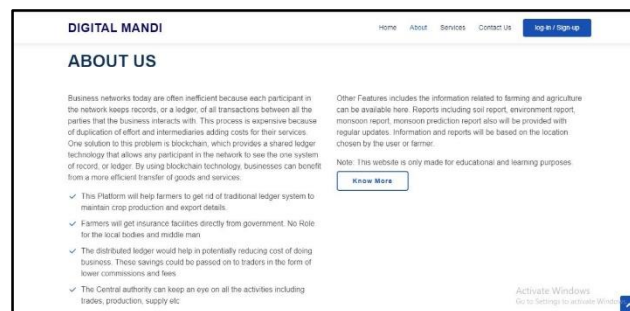 DIGITAL MANDI
Home About Services Contact Us log-in / Sign-up
ABOUT US
Business networks today are often inefficient because each participant in
the network keeps records, or a ledger, of all transactions between all the
parties that the business interacts with. This process is expensive because
of duplication of effort and intermediaries adding costs for their services.
One solution to this problem is blockchain, which provides a shared ledger
technology that allows any participant in the network to see the one system
of record, or ledger. By using blockchain technology, businesses can benefit
from a more efficient transfer of goods and services.
This Platform will help farmers to get rid of traditional ledger system to
maintain crop production and export details.
Farmers will get insurance facilities directly from government. No Role
for the local bodies and middle man
The distributed ledger would help in potentially reducing cost of doing
business. These savings could be passed on to traders in the form of
lower commissions and fees.
The Central authority can keep an eye on all the activities including
trades, production, supply etc
Other Features includes the information related to farming and agriculture
can be available here. Reports including soil report, environment report,
monsoon report, monsoon prediction report also will be provided with
regular updates. Information and reports will be based on the location
chosen by the user or farmer.
Note: This website is only made for educational and learning purposes
Know More
Activate Windows
Go to Settings to activate Windows